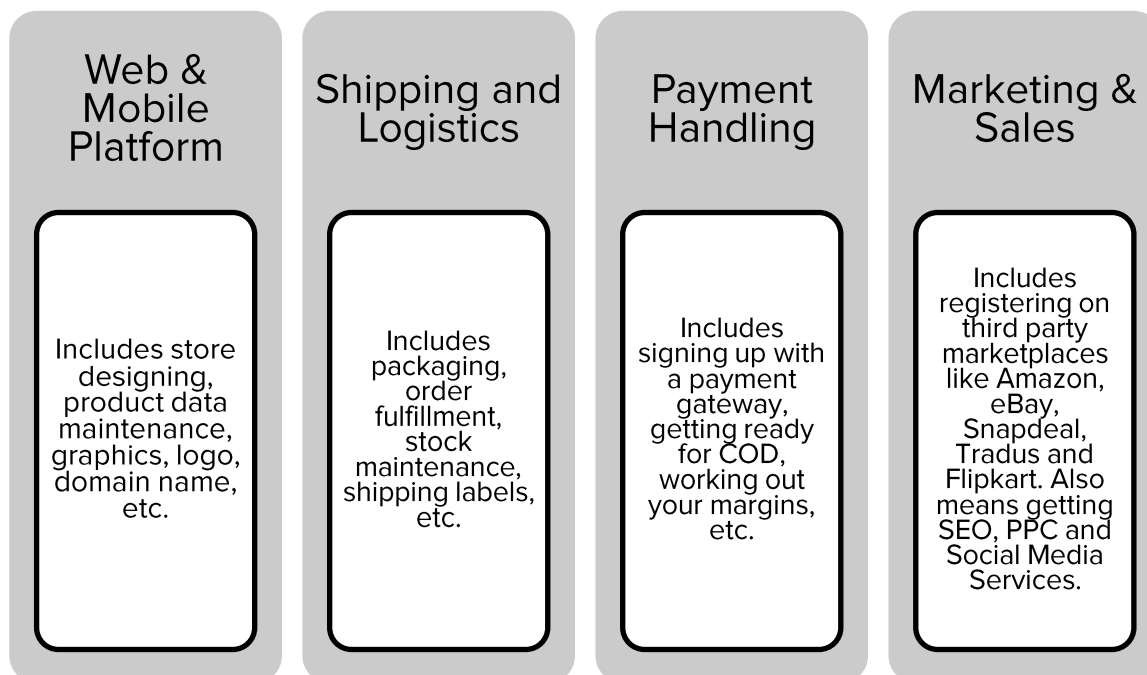 Web &
Mobile
Platform
Includes store
designing,
product data
maintenance,
graphics, logo,
domain name,
etc.
Shipping and
Logistics
Includes
packaging,
order
fulfillment,
stock
maintenance,
shipping labels,
etc.
Payment
Handling
Includes
signing up with
a payment
gateway,
getting ready
for COD,
working out
your margins,
etc.
Marketing &
Sales
Includes
registering on
third party
marketplaces
like Amazon,
eBay,
Snapdeal,
Tradus and
Flipkart. Also
means getting
SEO, PPC and
Social Media
Services.